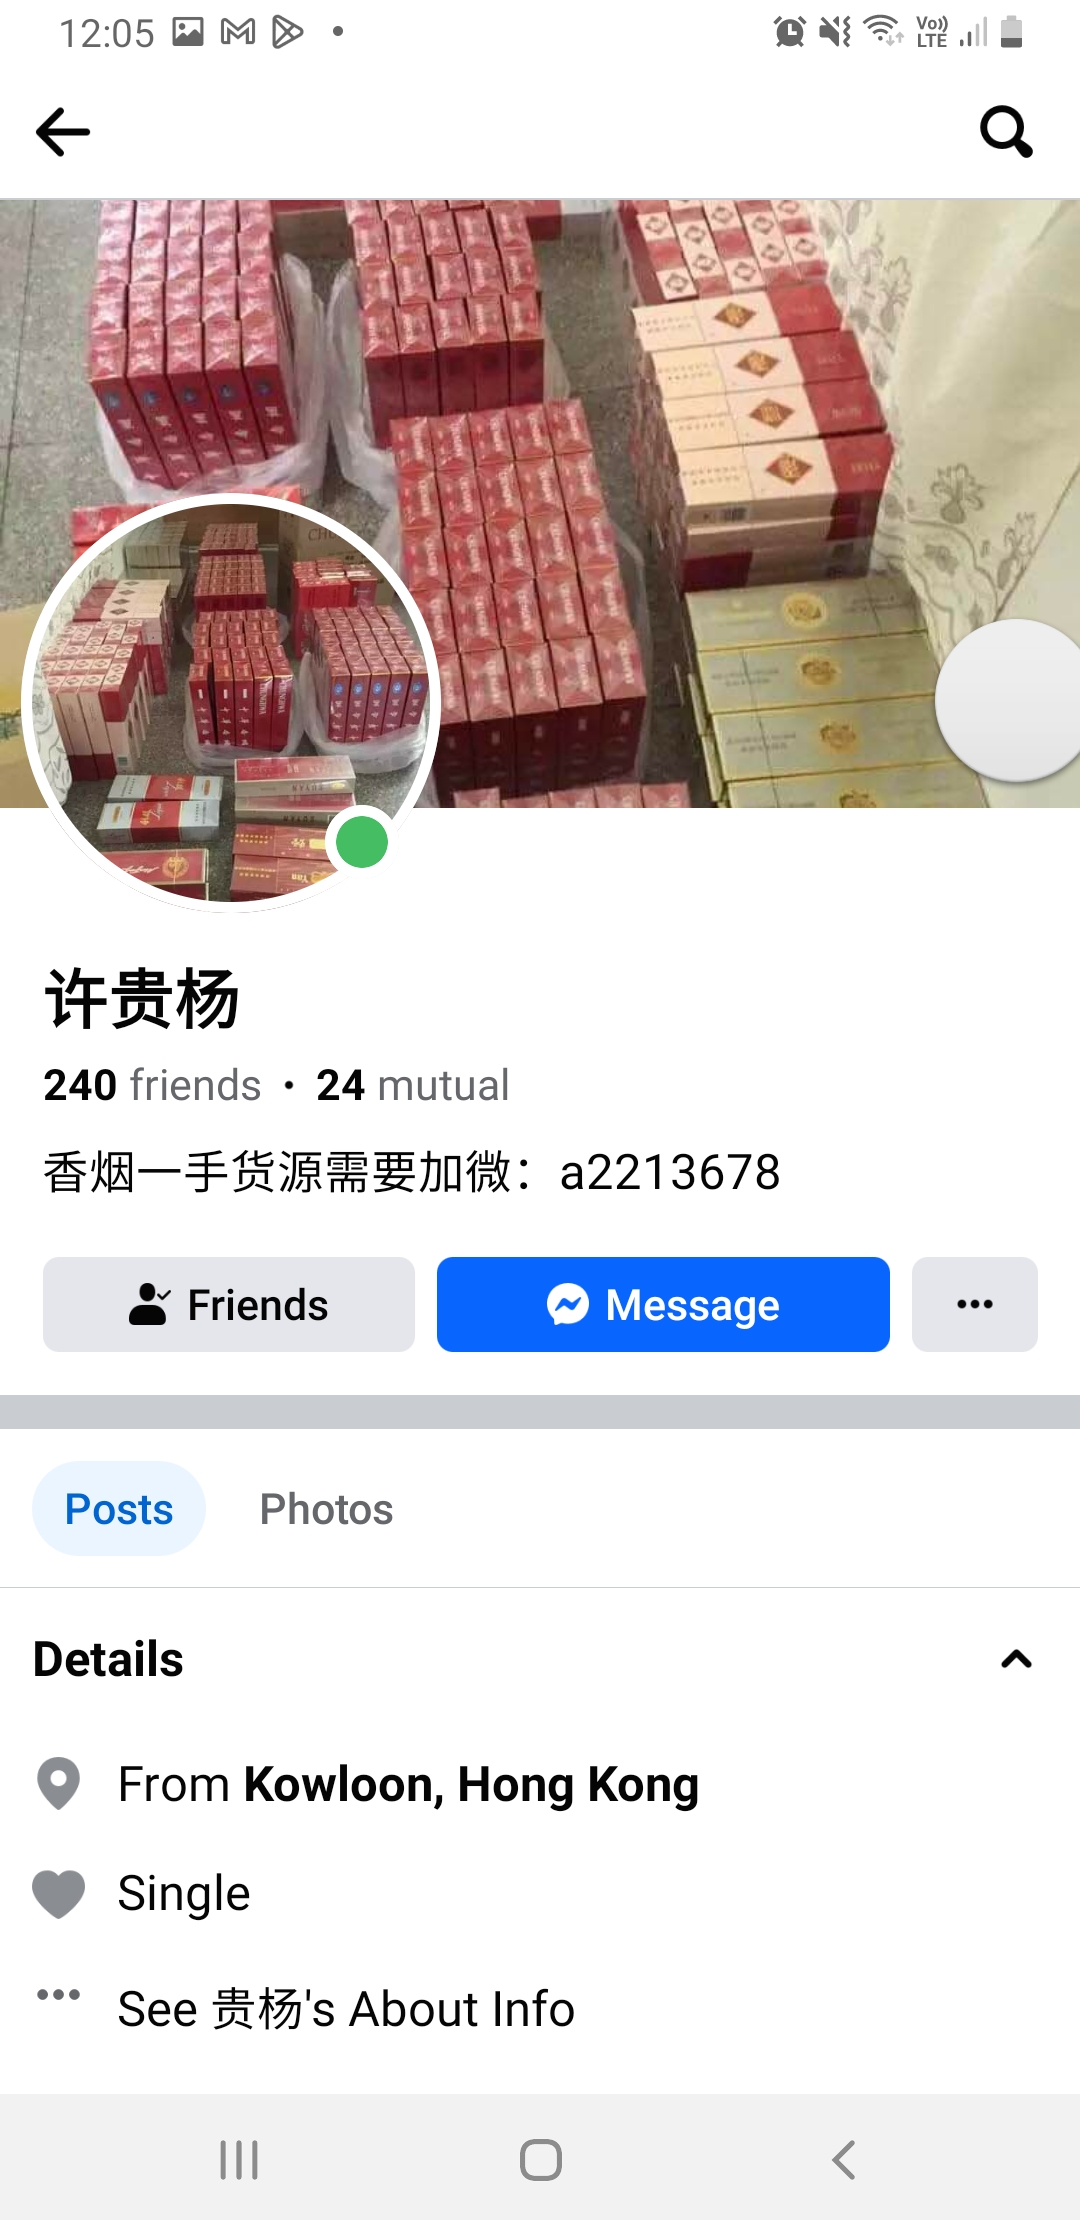 12:05
Vo))
LTE
许贵杨
240 friends · 24 mutual
香烟一手货源需要加微：a2213678
Friends
Message
Posts
Photos
Details
From Kowloon, Hong Kong
Single
See 贵杨's About Info